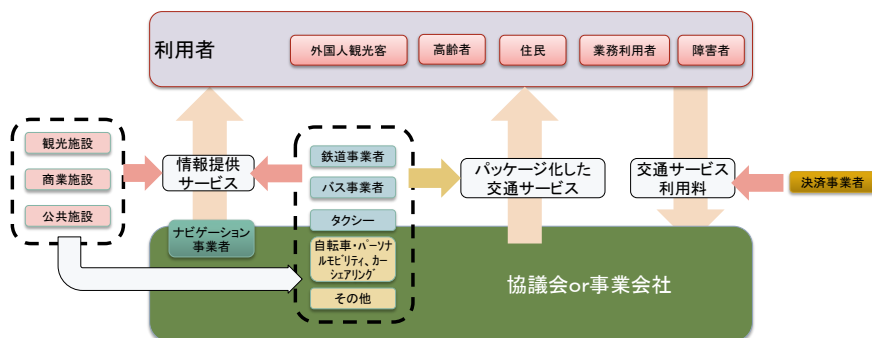 利用者
外国人観光客
高齢者
住民
業務利用者
障害者
観光施設
商業施設
公共施設
情報提供
サービス
鉄道事業者
バス事業者
タクシー
自転車・パーソナ
ルモビリティ、カー
シェアリング
その他
パッケージ化した
交通サービス
交通サービス
利用料
決済事業者
ナビゲーション
事業者
協議会or事業会社